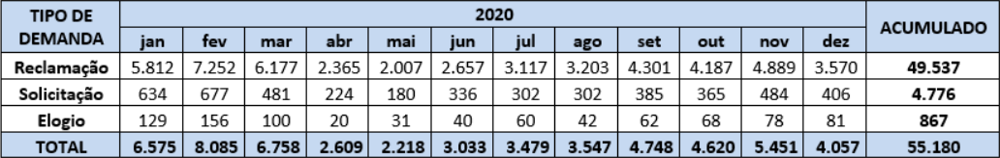 TIPO DE DEMANDA 2020 ACUMULADO
jan fev mar abr mai jun jul ago set out nov dez
Reclamação 5.812 7.252 6.177 2.365 2.007 2.657 3.117 3.203 4.301 4.187 4.889 3.570 49.537
Solicitação 634 677 481 224 180 336 302 302 385 365 484 406 4.776
Elogio 129 156 100 20 31 40 60 42 62 68 78 81 867
TOTAL 6.575 8.085 6.758 2.609 2.218 3.033 3.479 3.547 4.748 4.620 5.451 4.057 55.180